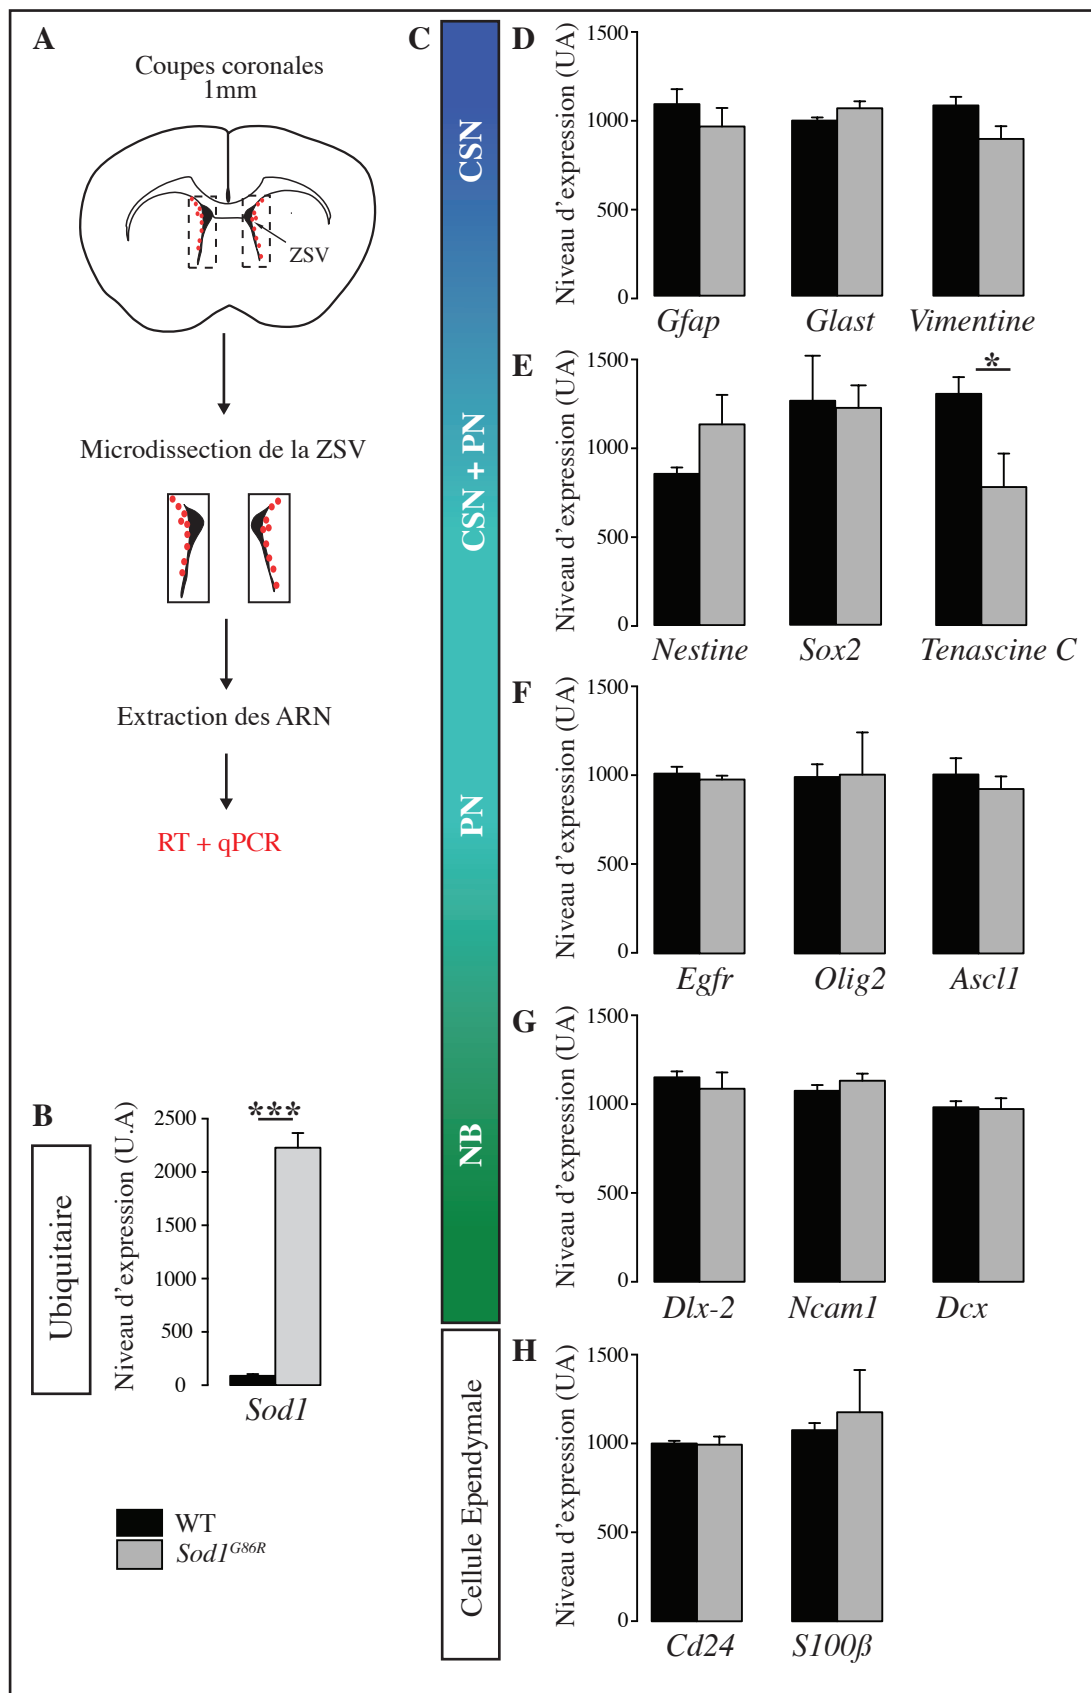 A
Coupes coronales
1mm
ZSV
Microdissection de la ZSV
Extraction des ARN
RT + qPCR
B
Ubiquitaire
Niveau d'expression (U.A)
2500
2000
1500
1000
500
0
***
Sod1
WT
Sod1G86R
C
CSN
CSN + PN
PN
NB
Cellule Ependymale
D
Niveau d'expression (UA)
1500
1000
500
0
Gfap
Glast
Vimentine
E
Niveau d'expression (UA)
1500
1000
500
0
*
Nestine
Sox2
Tenascine C
F
Niveau d'expression (UA)
1500
1000
500
0
Egfr
Olig2
Ascl1
G
Niveau d'expression (UA)
1500
1000
500
0
Dlx-2
Ncam1
Dcx
H
Niveau d'expression (UA)
1500
1000
500
0
Cd24
S100ß